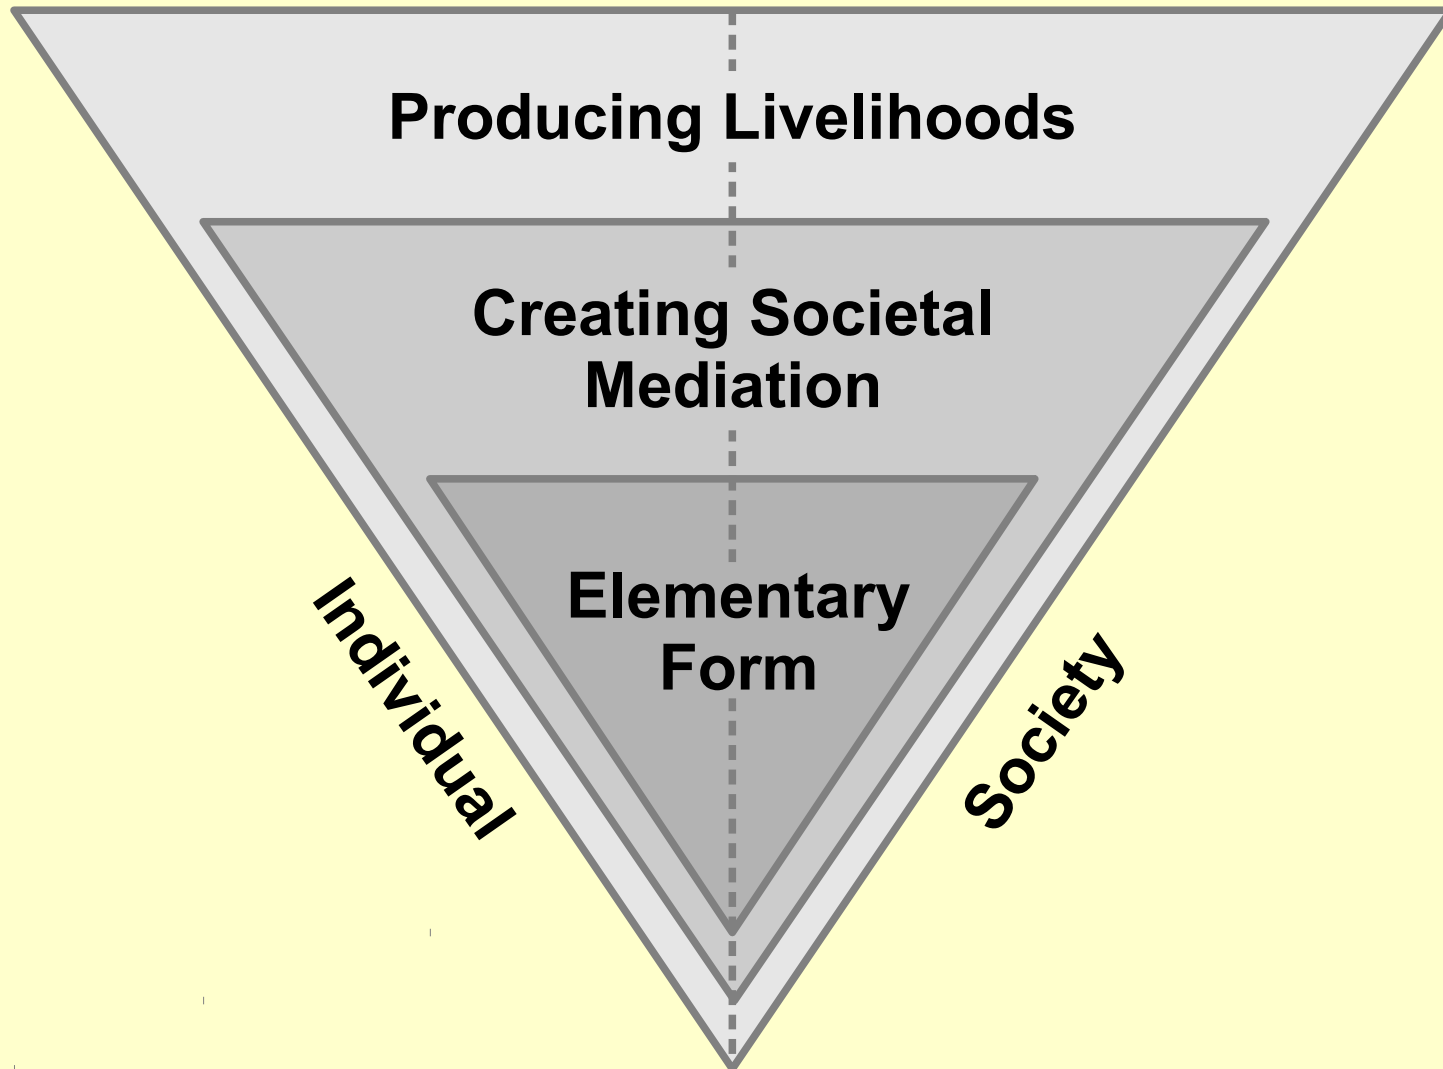 Producing Livelihoods
Creating Societal
Mediation
Elementary
Form
Individual
Society